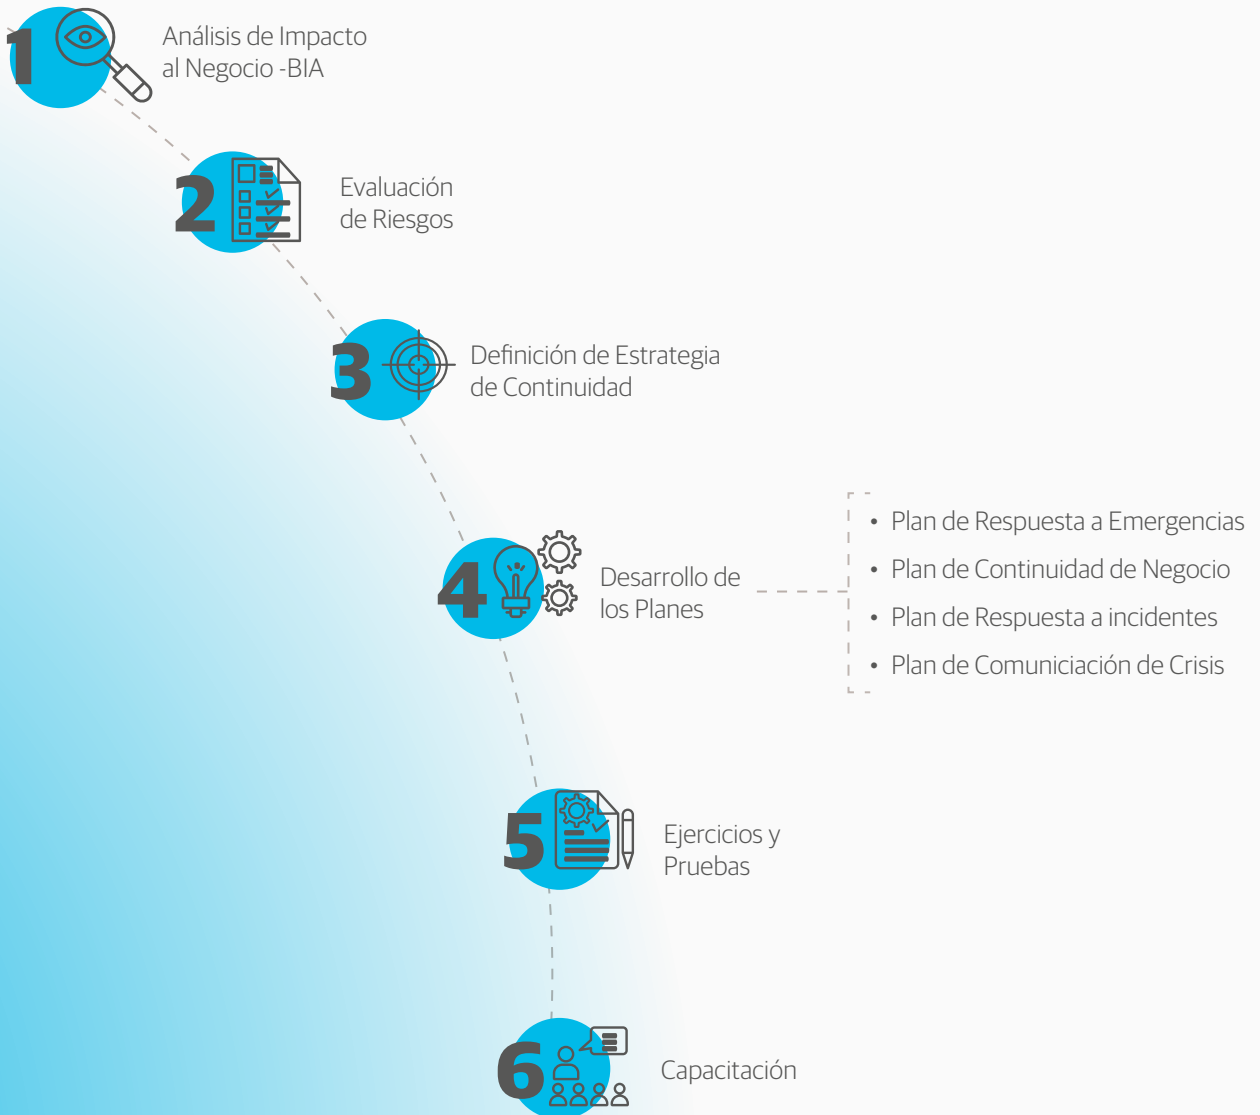 1
Análisis de Impacto
al Negocio -BIA
2
Evaluación
de Riesgos
3
Definición de Estrategia
de Continuidad
4
Desarrollo de
los Planes
• Plan de Respuesta a Emergencias
• Plan de Continuidad de Negocio
• Plan de Respuesta a incidentes
• Plan de Comuniciación de Crisis
5
Ejercicios y
Pruebas
6
Capacitación